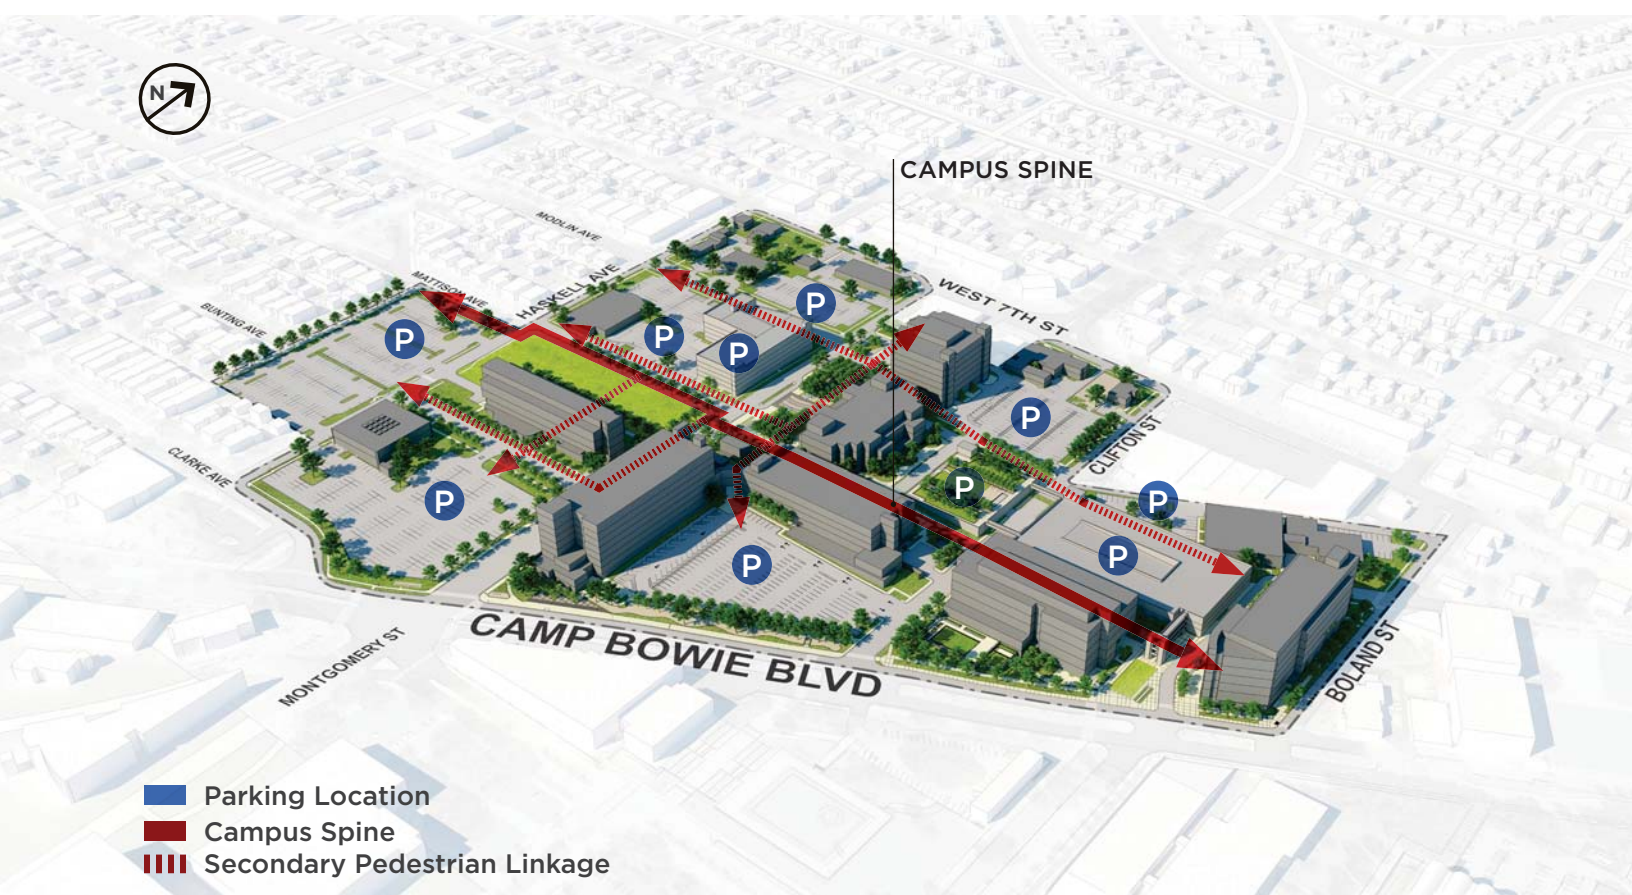 N
CAMPUS SPINE
MODLIN AVE
HASKELL AVE
MATTISON AVE
BUNTING AVE
WEST 7TH ST
P
P
P
P
P
P
P
P
P
P
CLIFTON ST
CLARKE AVE
MONTGOMERY ST
CAMP BOWIE BLVD
BOLAND ST
Parking Location
Campus Spine
Secondary Pedestrian Linkage